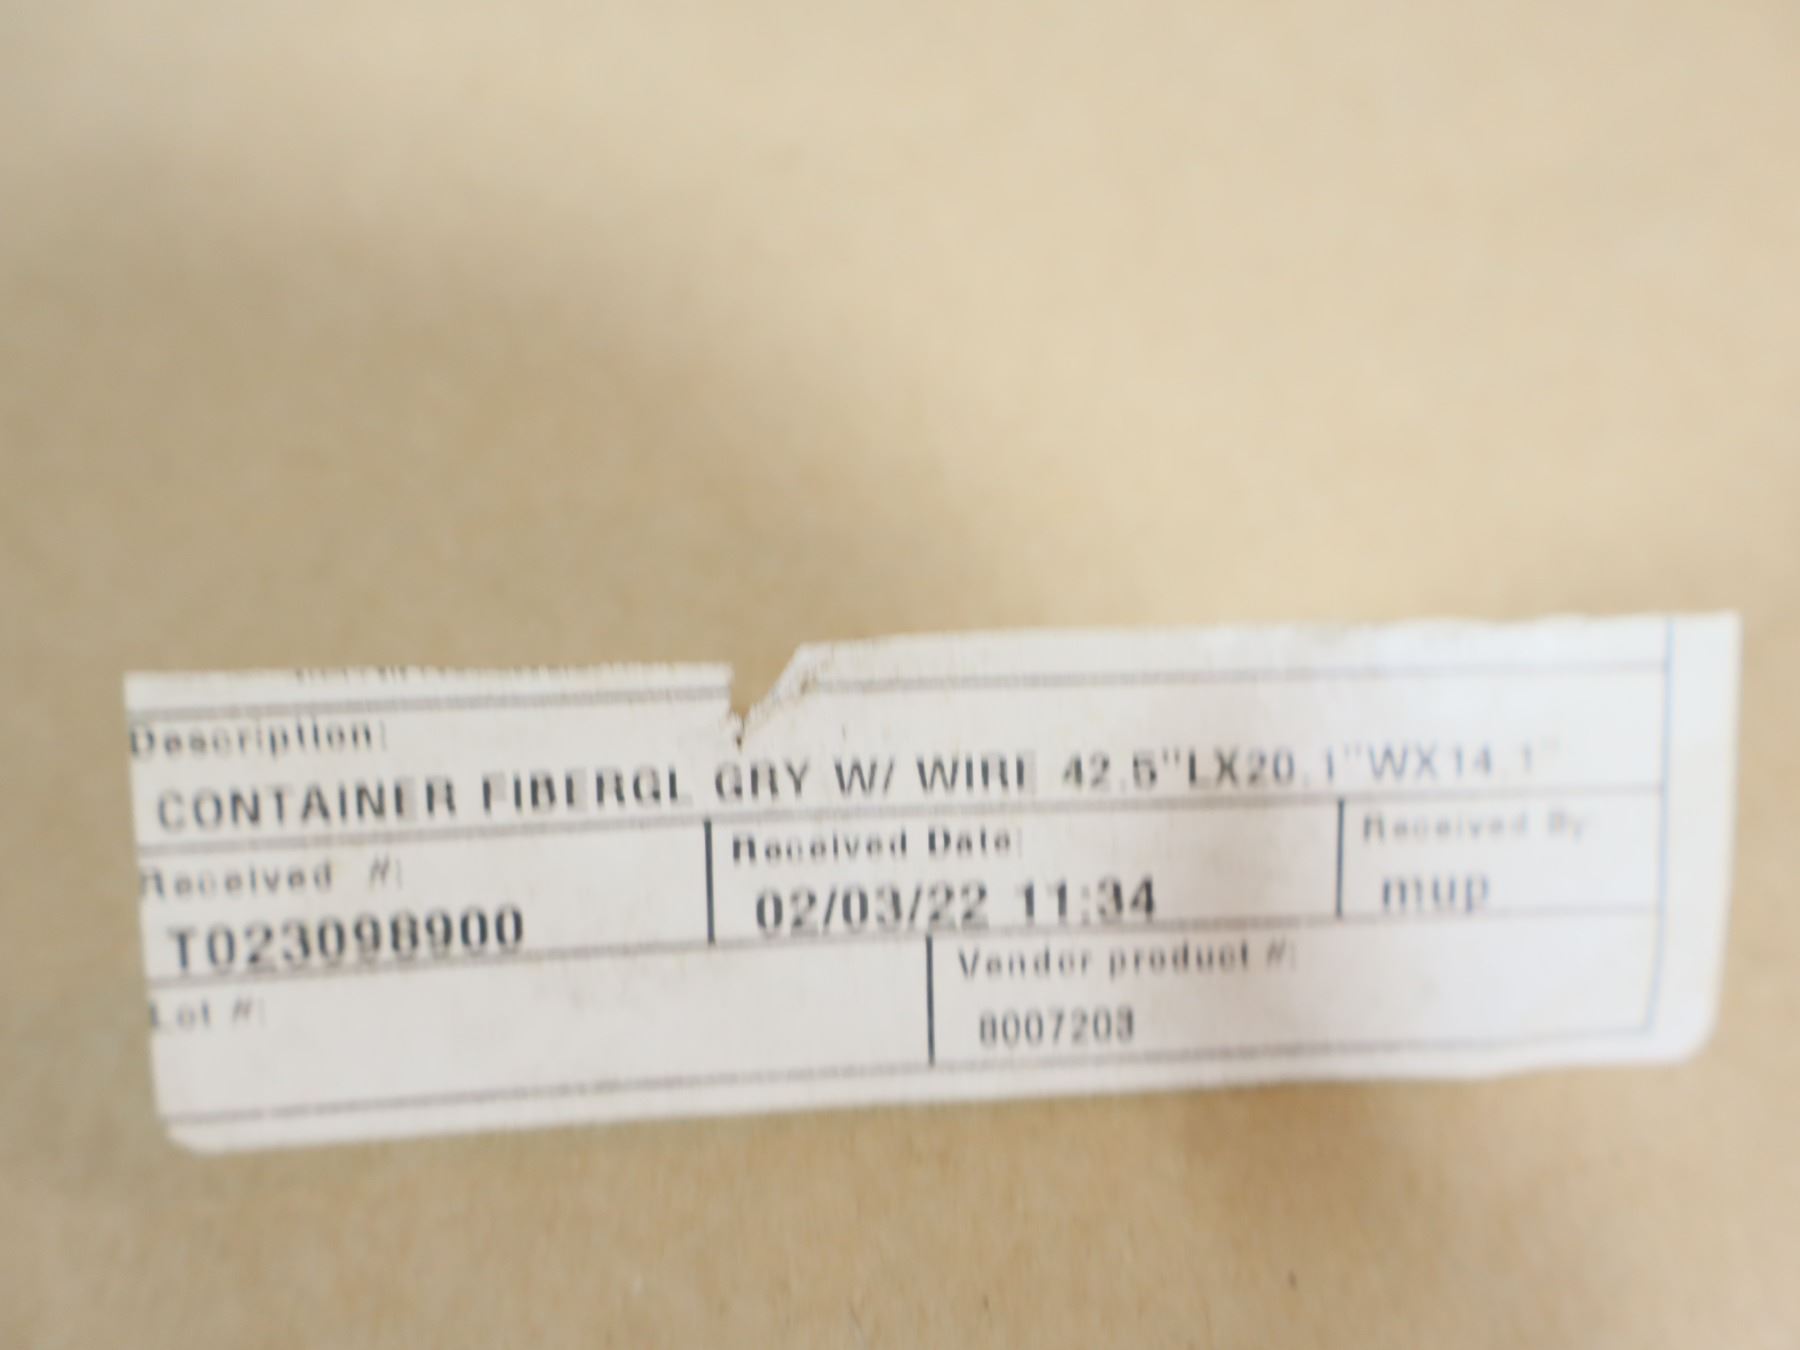 Description:
CONTAINER FIBERGL GRY W/ WIRE 42.5"LX20.1"WX14.1"
Received #:
T023098900
Received Date:
02/03/22 11:34
Received By:
mup
Lot #:
Vendor product #:
8007203